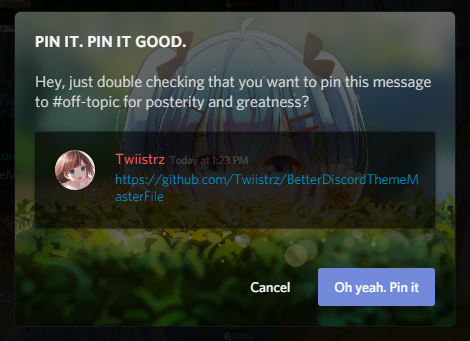 PIN IT. PIN IT GOOD.
Hey, just double checking that you want to pin this message
to #off-topic for posterity and greatness?
Twiistrz Today at 1:23 PM
https://github.com/Twiistrz/BetterDiscordThemeM
asterFile
Cancel Oh yeah. Pin it